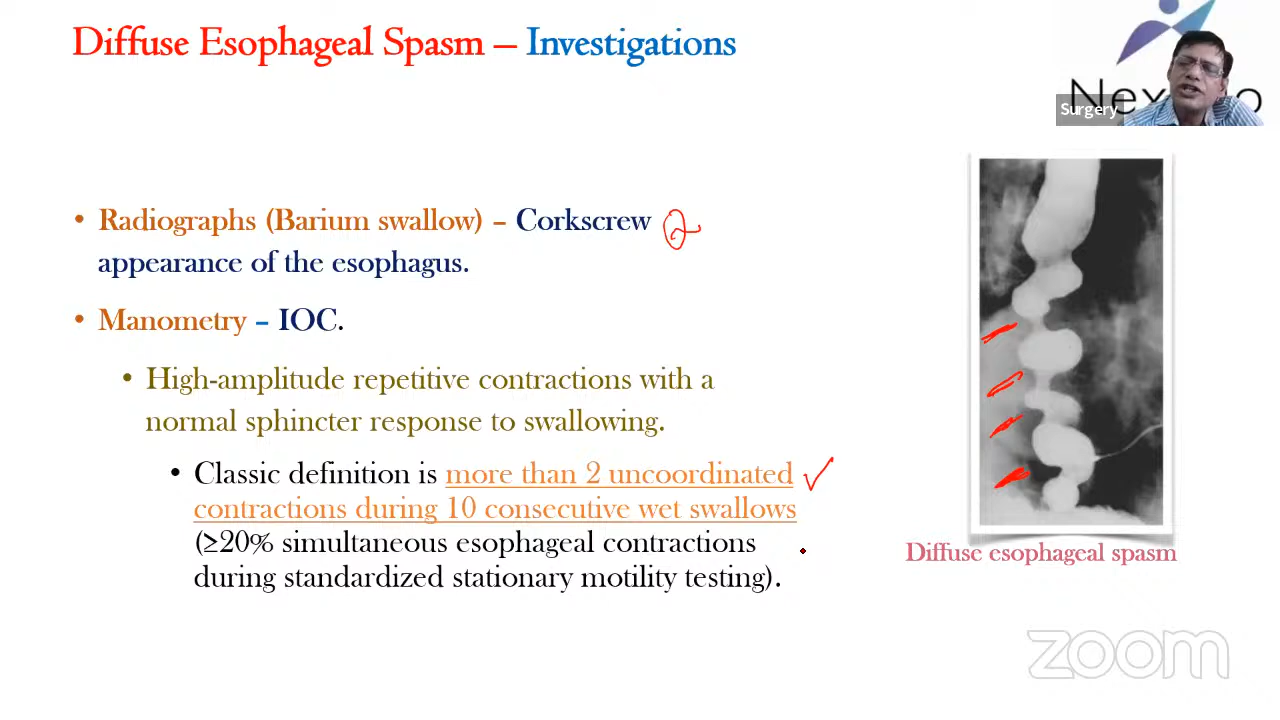 Diffuse Esophageal Spasm – Investigations
Surgery
• Radiographs (Barium swallow) – Corkscrew
appearance of the esophagus.
• Manometry – IOC.
• High-amplitude repetitive contractions with a
normal sphincter response to swallowing.
• Classic definition is more than 2 uncoordinated
contractions during 10 consecutive wet swallows
(≥20% simultaneous esophageal contractions
during standardized stationary motility testing).
Diffuse esophageal spasm
zoom